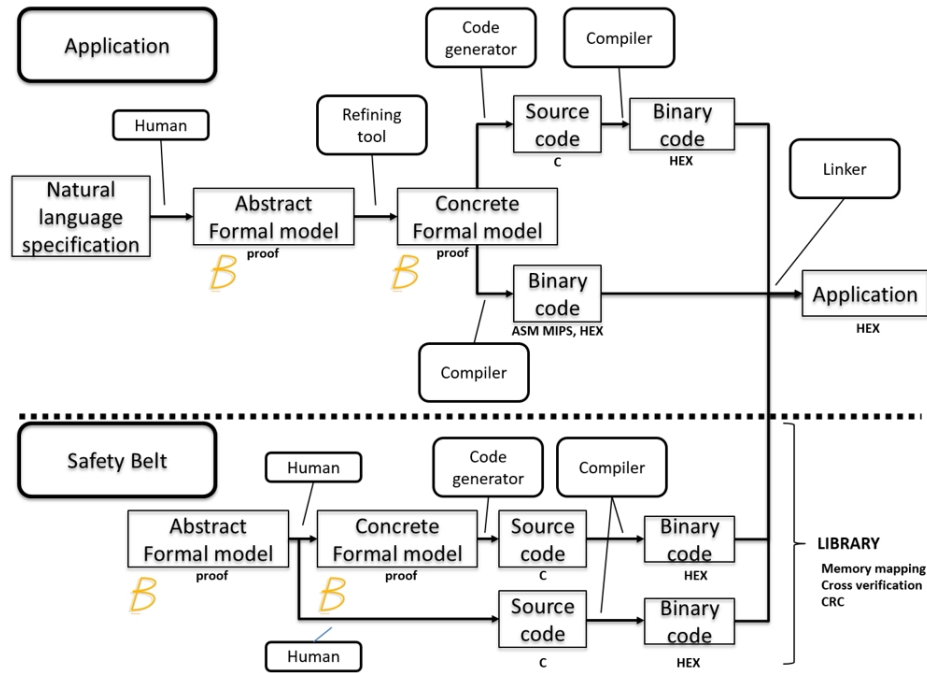 Application
Code
generator
Compiler
Human
Refining
tool
Source
code
C
Binary
code
HEX
Linker
Natural
language
specification
Abstract
Formal model
proof
B
Concrete
Formal model
proof
B
Binary
code
ASM MIPS, HEX
Application
HEX
Compiler
Safety Belt
Human
Code
generator
Compiler
Abstract
Formal model
proof
B
Concrete
Formal model
proof
B
Source
code
C
Binary
code
HEX
LIBRARY
Memory mapping
Cross verification
CRC
Human
Source
code
C
Binary
code
HEX